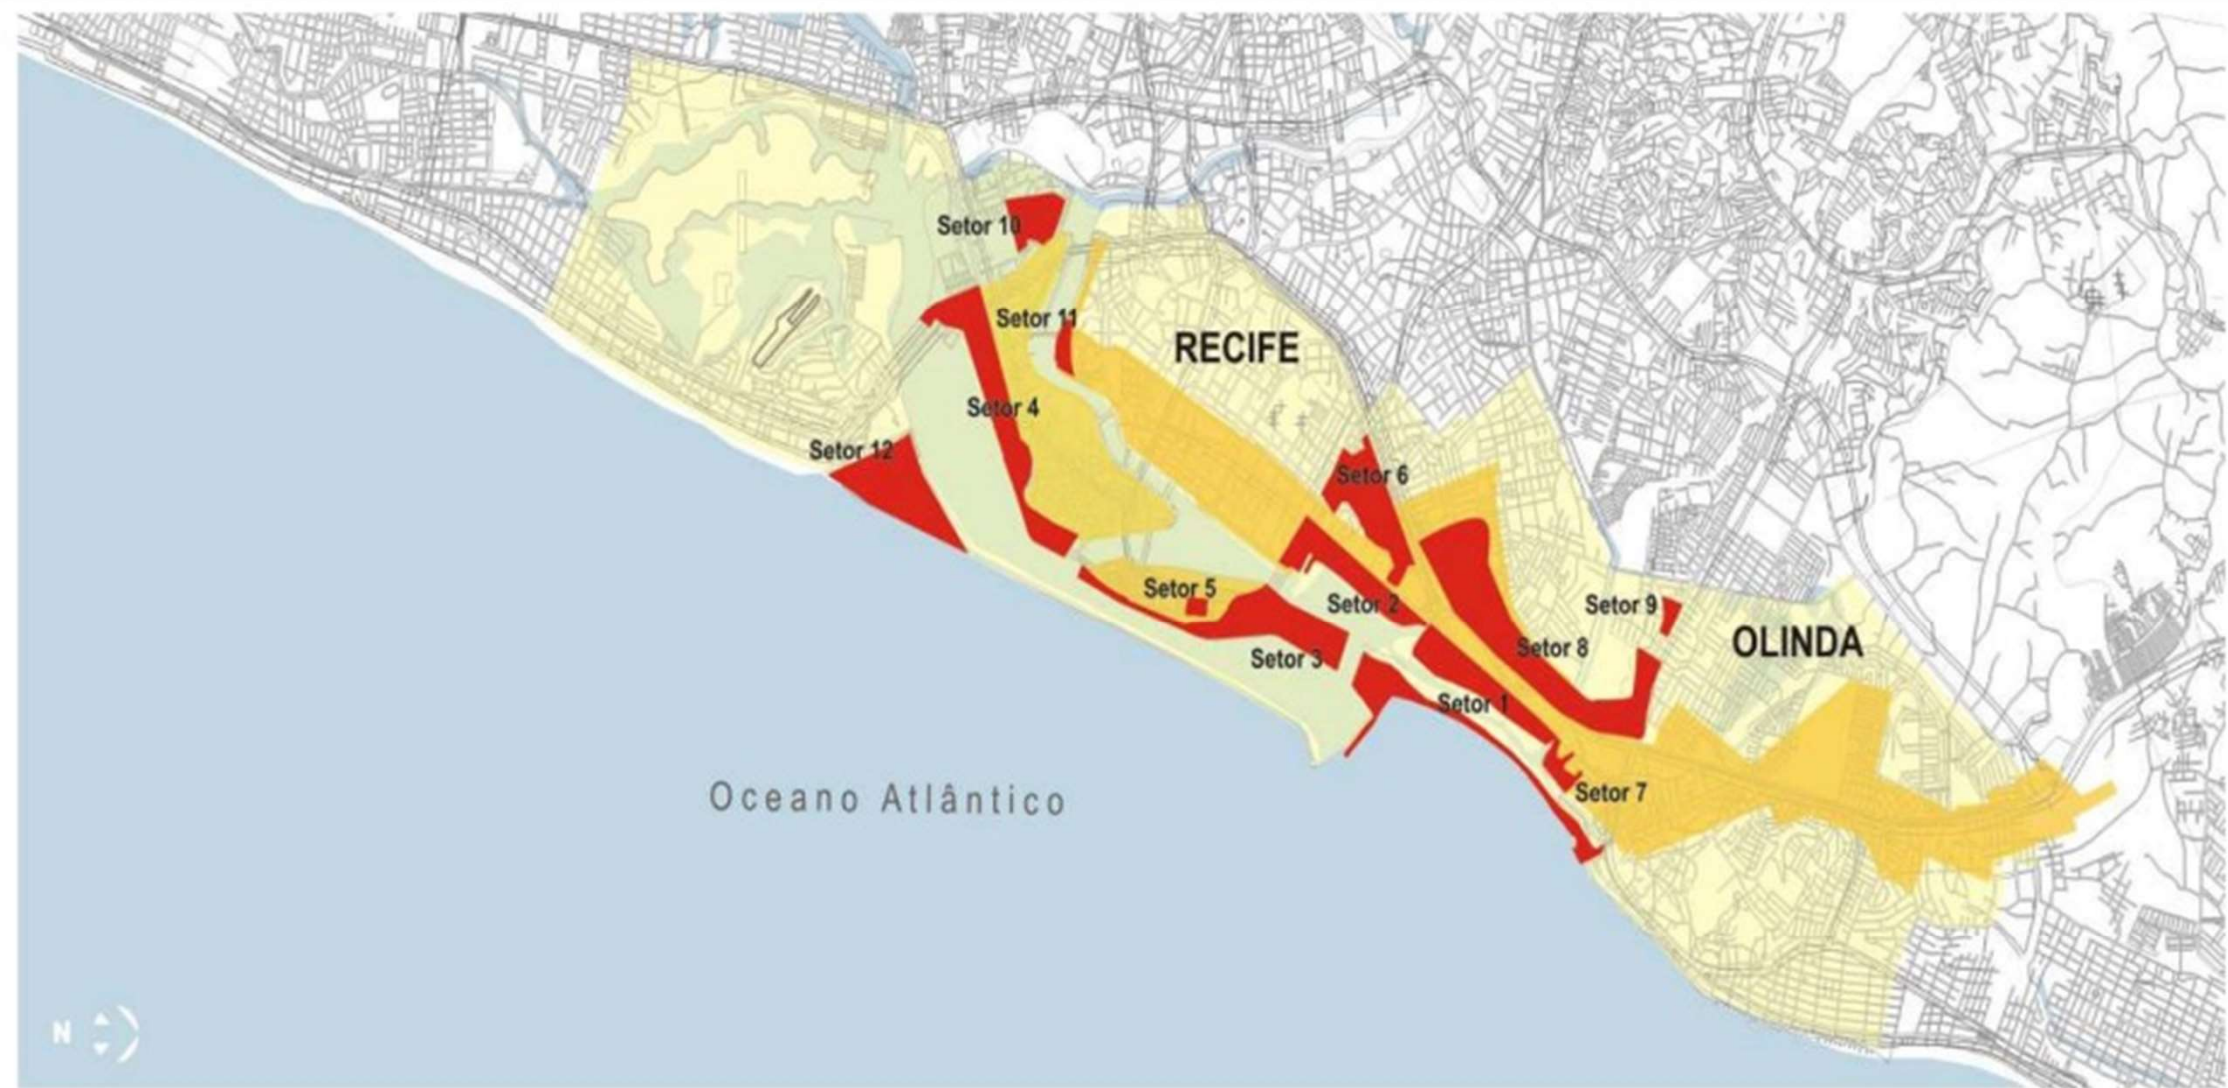 Setor 10
Setor 11
RECIFE
Setor 4
Setor 12
Setor 6
Setor 5
Setor 2
Setor 9
OLINDA
Setor 8
Setor 3
Setor 1
Setor 7
Oceano Atlântico
N